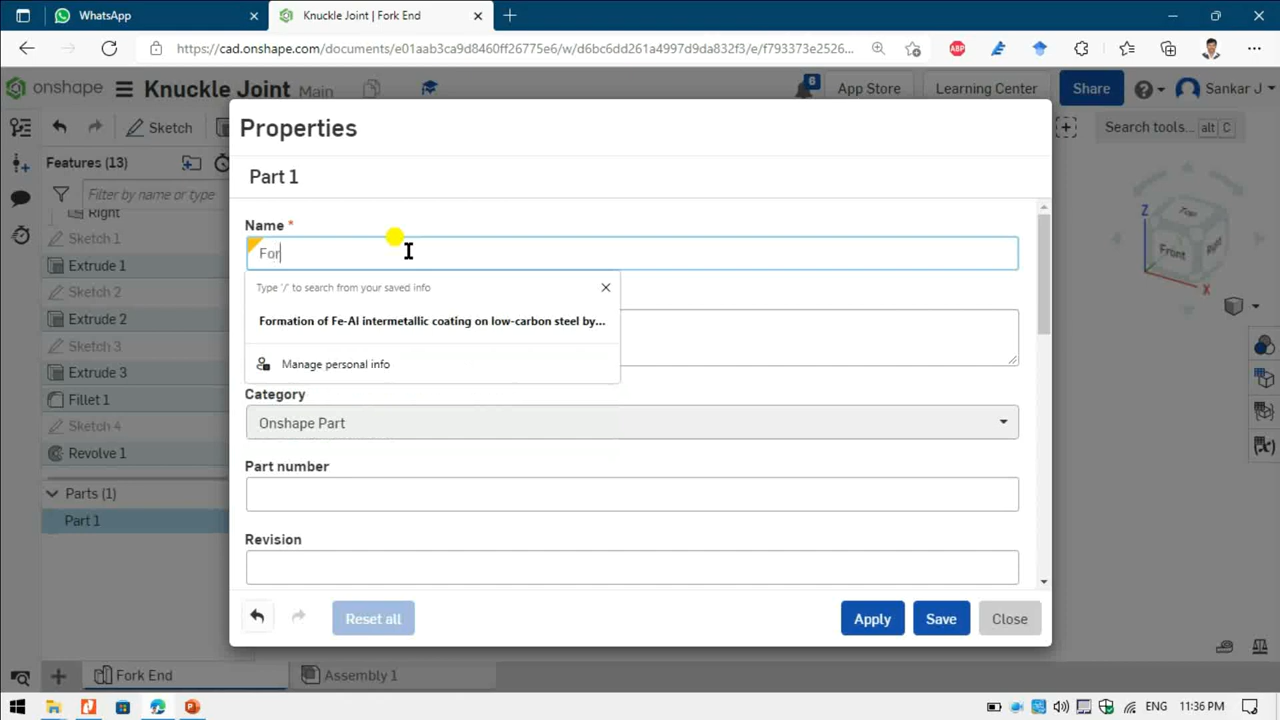 WhatsApp
Knuckle Joint | Fork End
https://cad.onshape.com/documents/e01aab3ca9d8460ff26775e6/w/d6bc6dd261a4997d9da832f3/e/f793373e2526...
ABP
onshape
Knuckle Joint Main
6
App Store
Learning Center
Share
Sankar J
Sketch
Search tools... alt C
Properties
Features (13)
Filter by name or type
Part 1
Right
Sketch 1
Extrude 1
Sketch 2
Extrude 2
Sketch 3
Extrude 3
Fillet 1
Sketch 4
Revolve 1
Parts (1)
Part 1
Name *
For
Type '/' to search from your saved info
Formation of Fe-Al intermetallic coating on low-carbon steel by...
Manage personal info
Category
Onshape Part
Part number
Revision
Reset all
Apply
Save
Close
Top
Front
Right
Z
X
Fork End
Assembly 1
ENG
11:36 PM